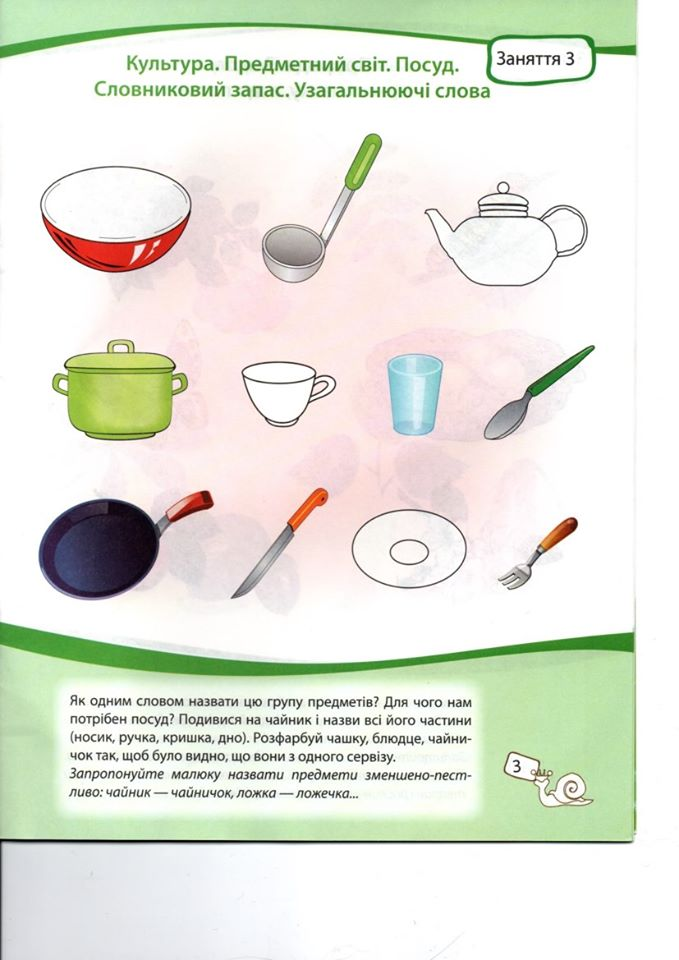 Заняття 3
Культура. Предметний світ. Посуд.
Словниковий запас. Узагальнюючі слова
Як одним словом назвати цю групу предметів? Для чого нам
потрібен посуд? Подивися на чайник і назви всі його частини
(носик, ручка, кришка, дно). Розфарбуй чашку, блюдце, чайни-
чок так, щоб було видно, що вони з одного сервізу.
Запропонуйте малюку назвати предмети зменшено-пест-
ливо: чайник — чайничок, ложка — ложечка...
3